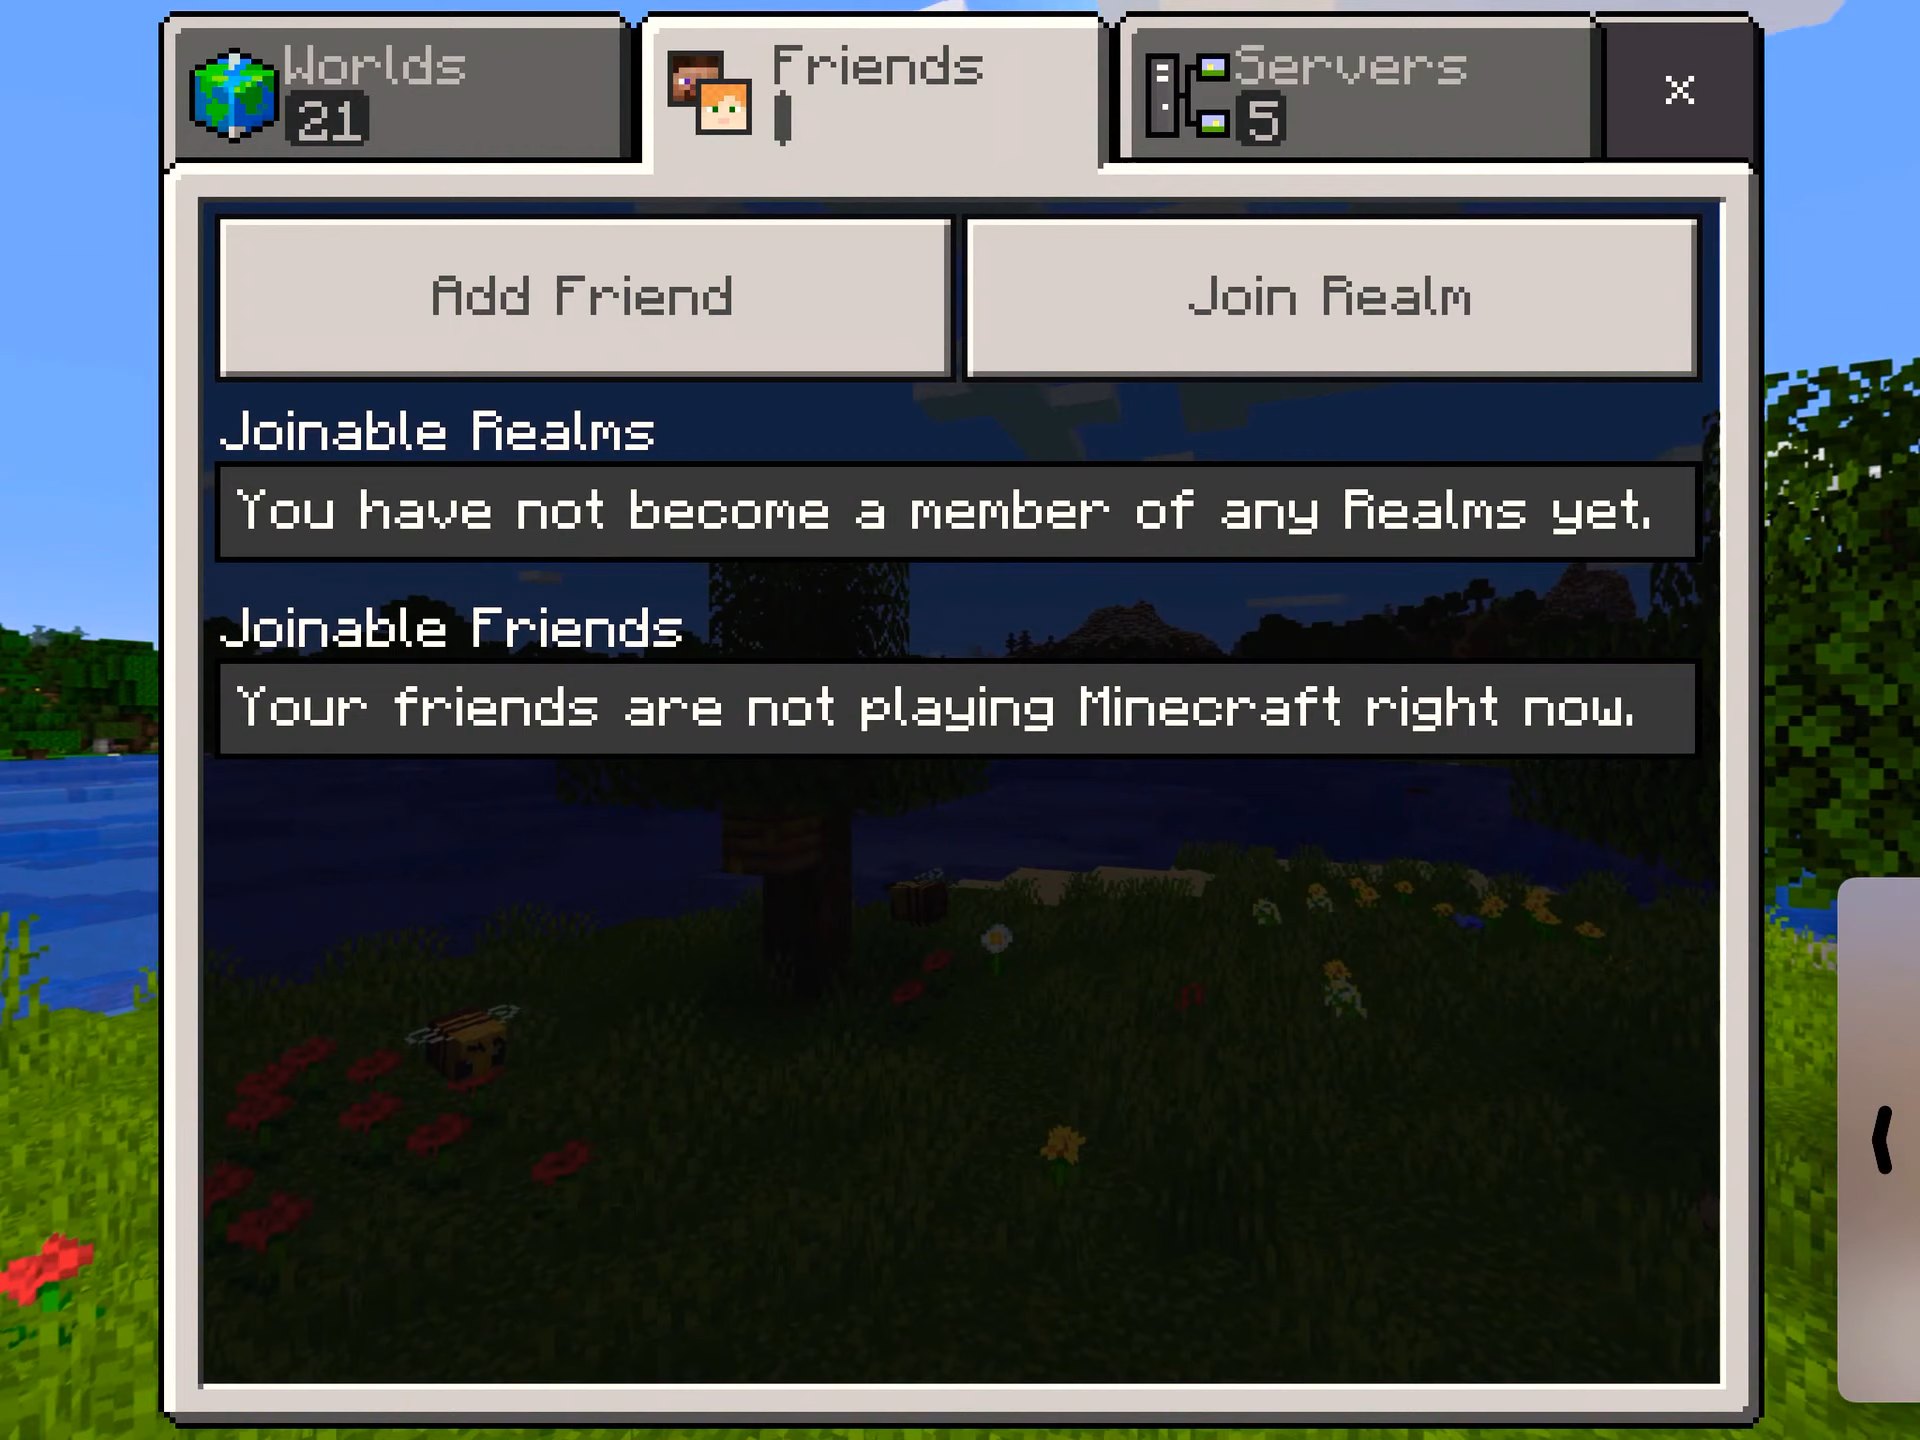 Worlds
21
Friends
Servers
5
Add Friend
Join Realm
Joinable Realms
You have not become a member of any Realms yet.
Joinable Friends
Your friends are not playing Minecraft right now.